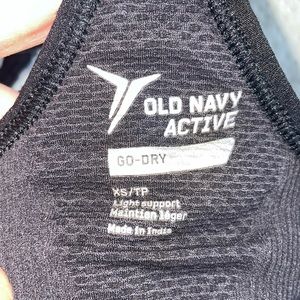 OLD NAVY
ACTIVE
GO-DRY
XS/TP
Light support
Maintien léger
Made in India